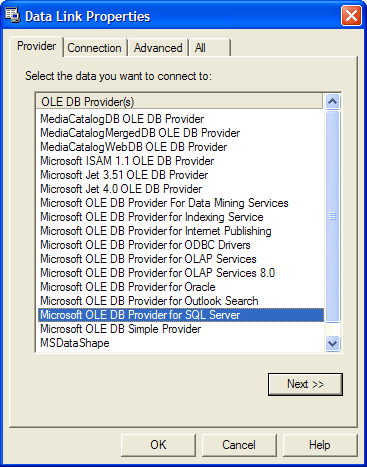 Data Link Properties
Provider Connection Advanced All
Select the data you want to connect to:
OLE DB Provider(s)
MediaCatalogDB OLE DB Provider
MediaCatalogMergedDB OLE DB Provider
MediaCatalogWebDB OLE DB Provider
Microsoft ISAM 1.1 OLE DB Provider
Microsoft Jet 3.51 OLE DB Provider
Microsoft Jet 4.0 OLE DB Provider
Microsoft OLE DB Provider For Data Mining Services
Microsoft OLE DB Provider for Indexing Service
Microsoft OLE DB Provider for Internet Publishing
Microsoft OLE DB Provider for ODBC Drivers
Microsoft OLE DB Provider for OLAP Services
Microsoft OLE DB Provider for OLAP Services 8.0
Microsoft OLE DB Provider for Oracle
Microsoft OLE DB Provider for Outlook Search
Microsoft OLE DB Provider for SQL Server
Microsoft OLE DB Simple Provider
MSDataShape
Next >>
OK Cancel Help